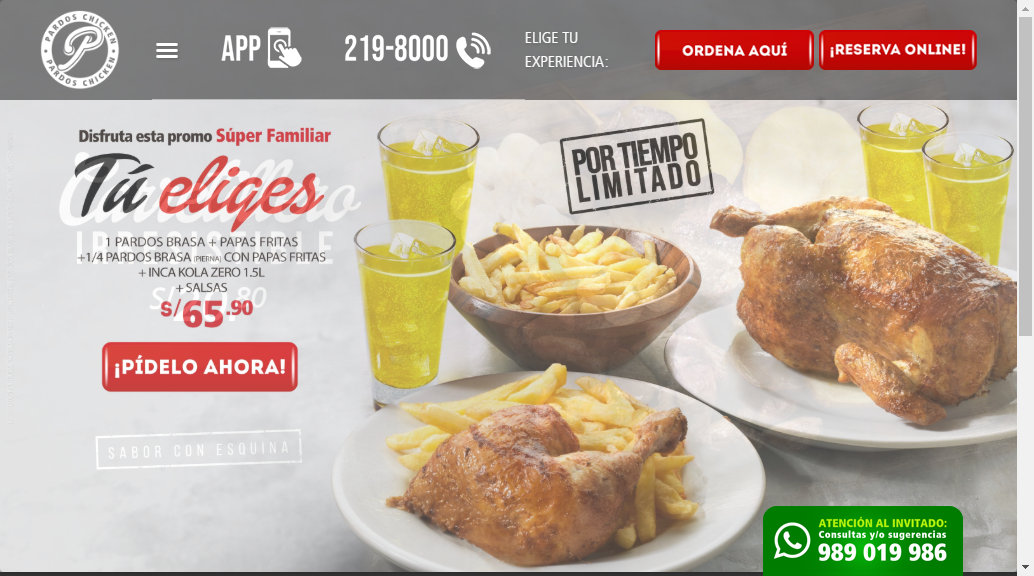 PARDOS CHICKEN
PARDOS CHICKEN
APP
219-8000
ELIGE TU
EXPERIENCIA:
ORDENA AQUÍ
¡RESERVA ONLINE!
Disfruta esta promo Súper Familiar
Tú eliges
IRRESISTIBLE
1 PARDOS BRASA + PAPAS FRITAS
+1/4 PARDOS BRASA (PIERNA) CON PAPAS FRITAS
+ INCA KOLA ZERO 1.5L
+ SALSAS
S/65.90
¡PÍDELO AHORA!
SABOR CON ESQUINA
POR TIEMPO
LIMITADO
ATENCIÓN AL INVITADO:
Consultas y/o sugerencias
989 019 986